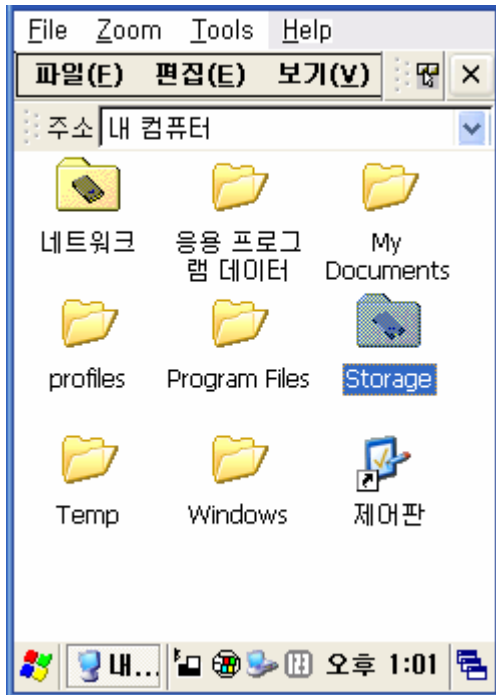 File Zoom Tools Help
파일(F) 편집(E) 보기(V)
주소 내 컴퓨터
네트워크 응용 프로그램 데이터 My Documents
profiles Program Files Storage
Temp Windows 제어판
내... 오후 1:01